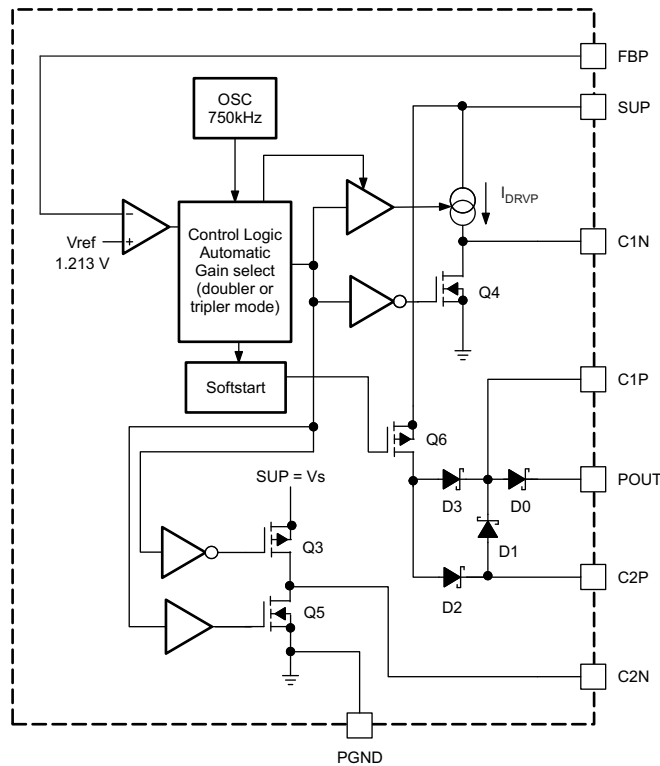 FBP
OSC
750kHz
SUP
I_DRVP
−
Vref
+
1.213 V
Control Logic
Automatic
Gain select
(doubler or
tripler mode)
C1N
Q4
Softstart
C1P
Q6
SUP = Vs
POUT
D3
D0
Q3
D1
D2
C2P
Q5
C2N
PGND